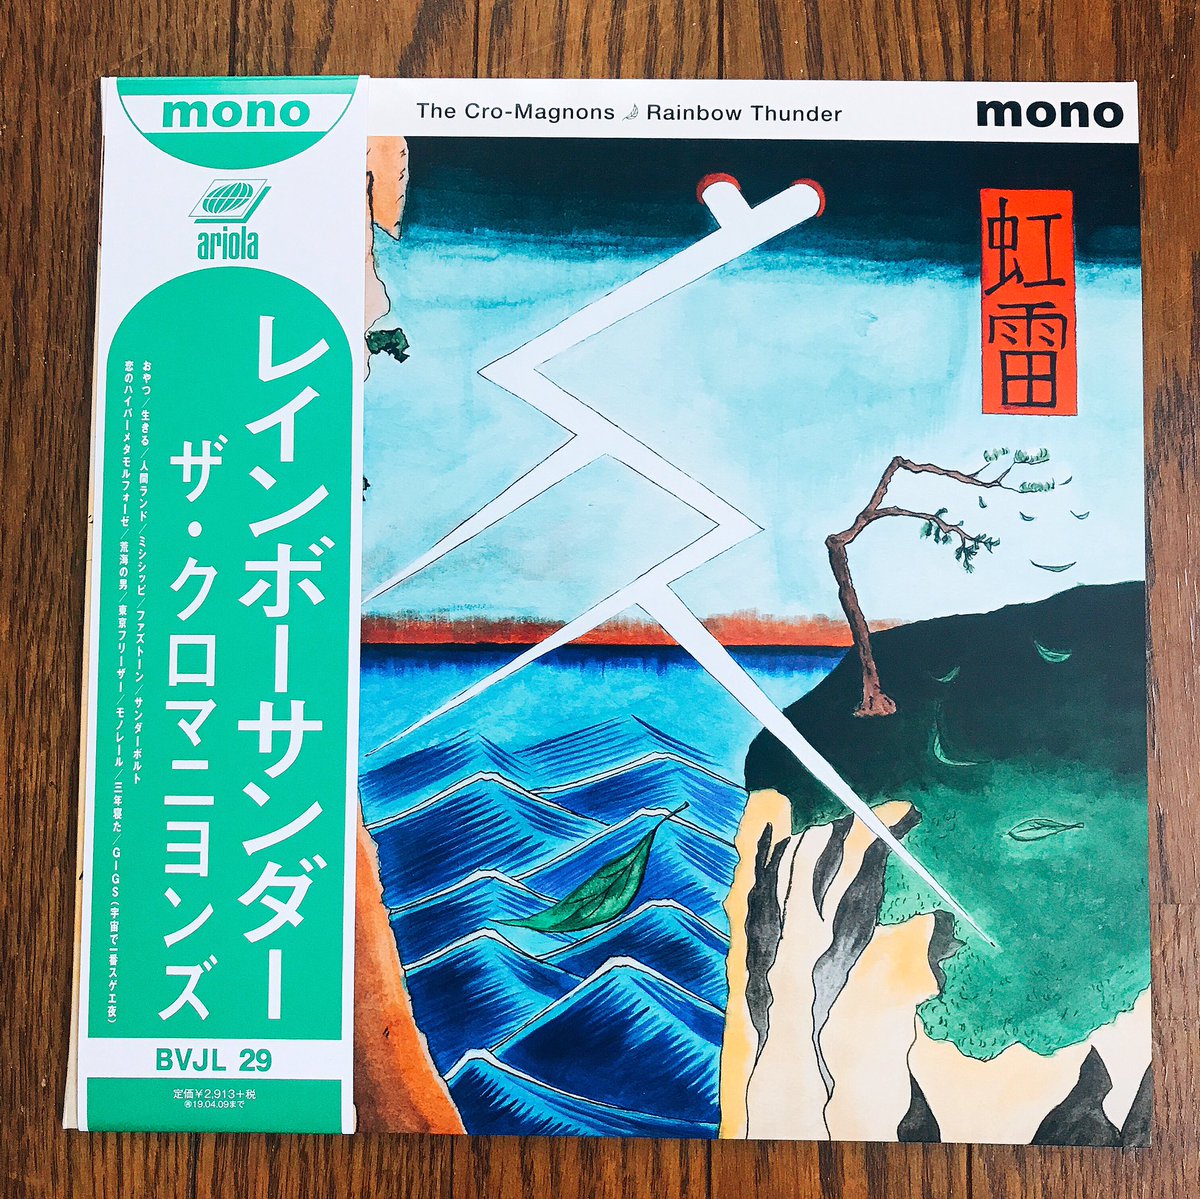 mono
ariola
レインボーサンダー
ザ・クロマニヨンズ
おやつ／生きる／人間ランド／ミシシッピ／ファズトーン／サンダーボルト
恋のハイパーメタモルフォーゼ／荒海の男／東京フリーザー／モノレール／三年寝た／GIGS（宇宙で一番スゲエ夜）
BVJL 29
定価¥2,913+税
㋐19.04.09まで
The Cro-Magnons Rainbow Thunder
mono
虹雷